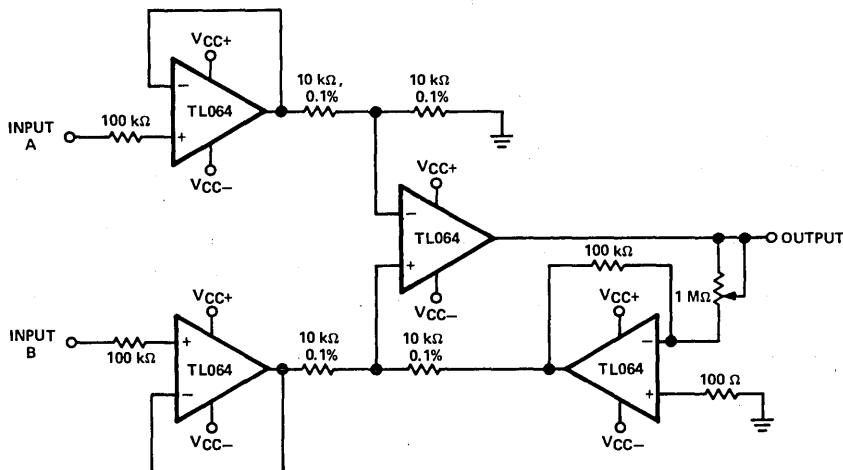 VCC+
10 kΩ,
0.1%
10 kΩ
0.1%
TL064
INPUT
A
100 kΩ
−
+
VCC−
VCC+
−
TL064
+
VCC−
OUTPUT
100 kΩ
1 MΩ
VCC+
INPUT
B
100 kΩ
+
TL064
−
VCC−
10 kΩ
0.1%
10 kΩ
0.1%
VCC+
−
TL064
+
100 Ω
VCC−